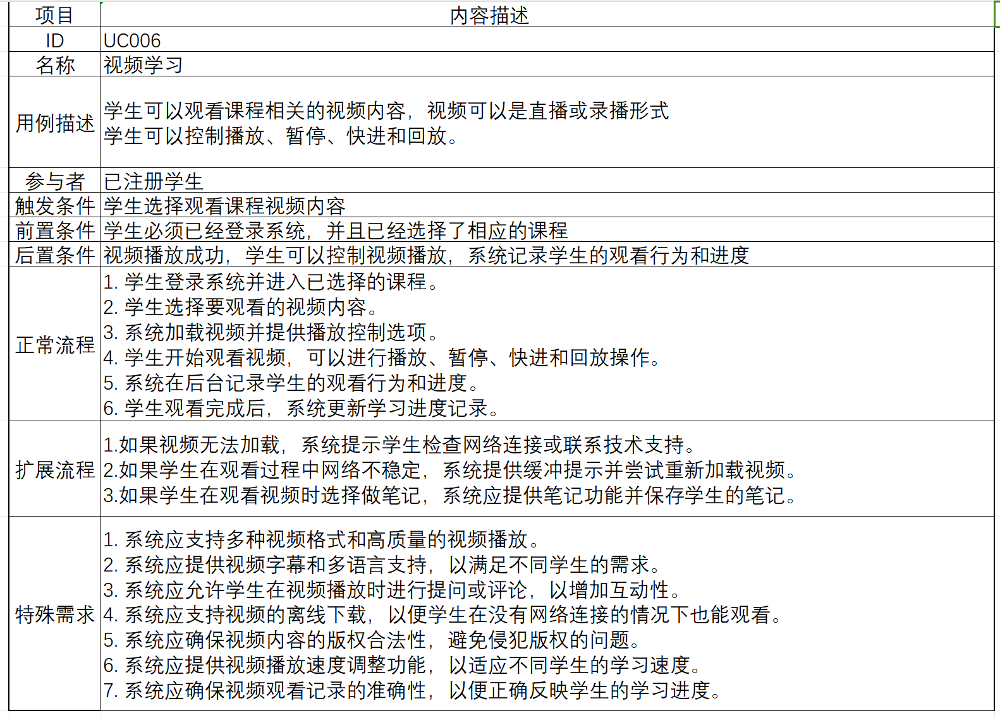 项目 内容描述
ID UC006
名称 视频学习
用例描述 学生可以观看课程相关的视频内容，视频可以是直播或录播形式
学生可以控制播放、暂停、快进和回放。
参与者 已注册学生
触发条件 学生选择观看课程视频内容
前置条件 学生必须已经登录系统，并且已经选择了相应的课程
后置条件 视频播放成功，学生可以控制视频播放，系统记录学生的观看行为和进度
正常流程
1. 学生登录系统并进入已选择的课程。
2. 学生选择要观看的视频内容。
3. 系统加载视频并提供播放控制选项。
4. 学生开始观看视频，可以进行播放、暂停、快进和回放操作。
5. 系统在后台记录学生的观看行为和进度。
6. 学生观看完成后，系统更新学习进度记录。
扩展流程
1.如果视频无法加载，系统提示学生检查网络连接或联系技术支持。
2.如果学生在观看过程中网络不稳定，系统提供缓冲提示并尝试重新加载视频。
3.如果学生在观看视频时选择做笔记，系统应提供笔记功能并保存学生的笔记。
特殊需求
1. 系统应支持多种视频格式和高质量的视频播放。
2. 系统应提供视频字幕和多语言支持，以满足不同学生的需求。
3. 系统应允许学生在视频播放时进行提问或评论，以增加互动性。
4. 系统应支持视频的离线下载，以便学生在没有网络连接的情况下也能观看。
5. 系统应确保视频内容的版权合法性，避免侵犯版权的问题。
6. 系统应提供视频播放速度调整功能，以适应不同学生的学习速度。
7. 系统应确保视频观看记录的准确性，以便正确反映学生的学习进度。